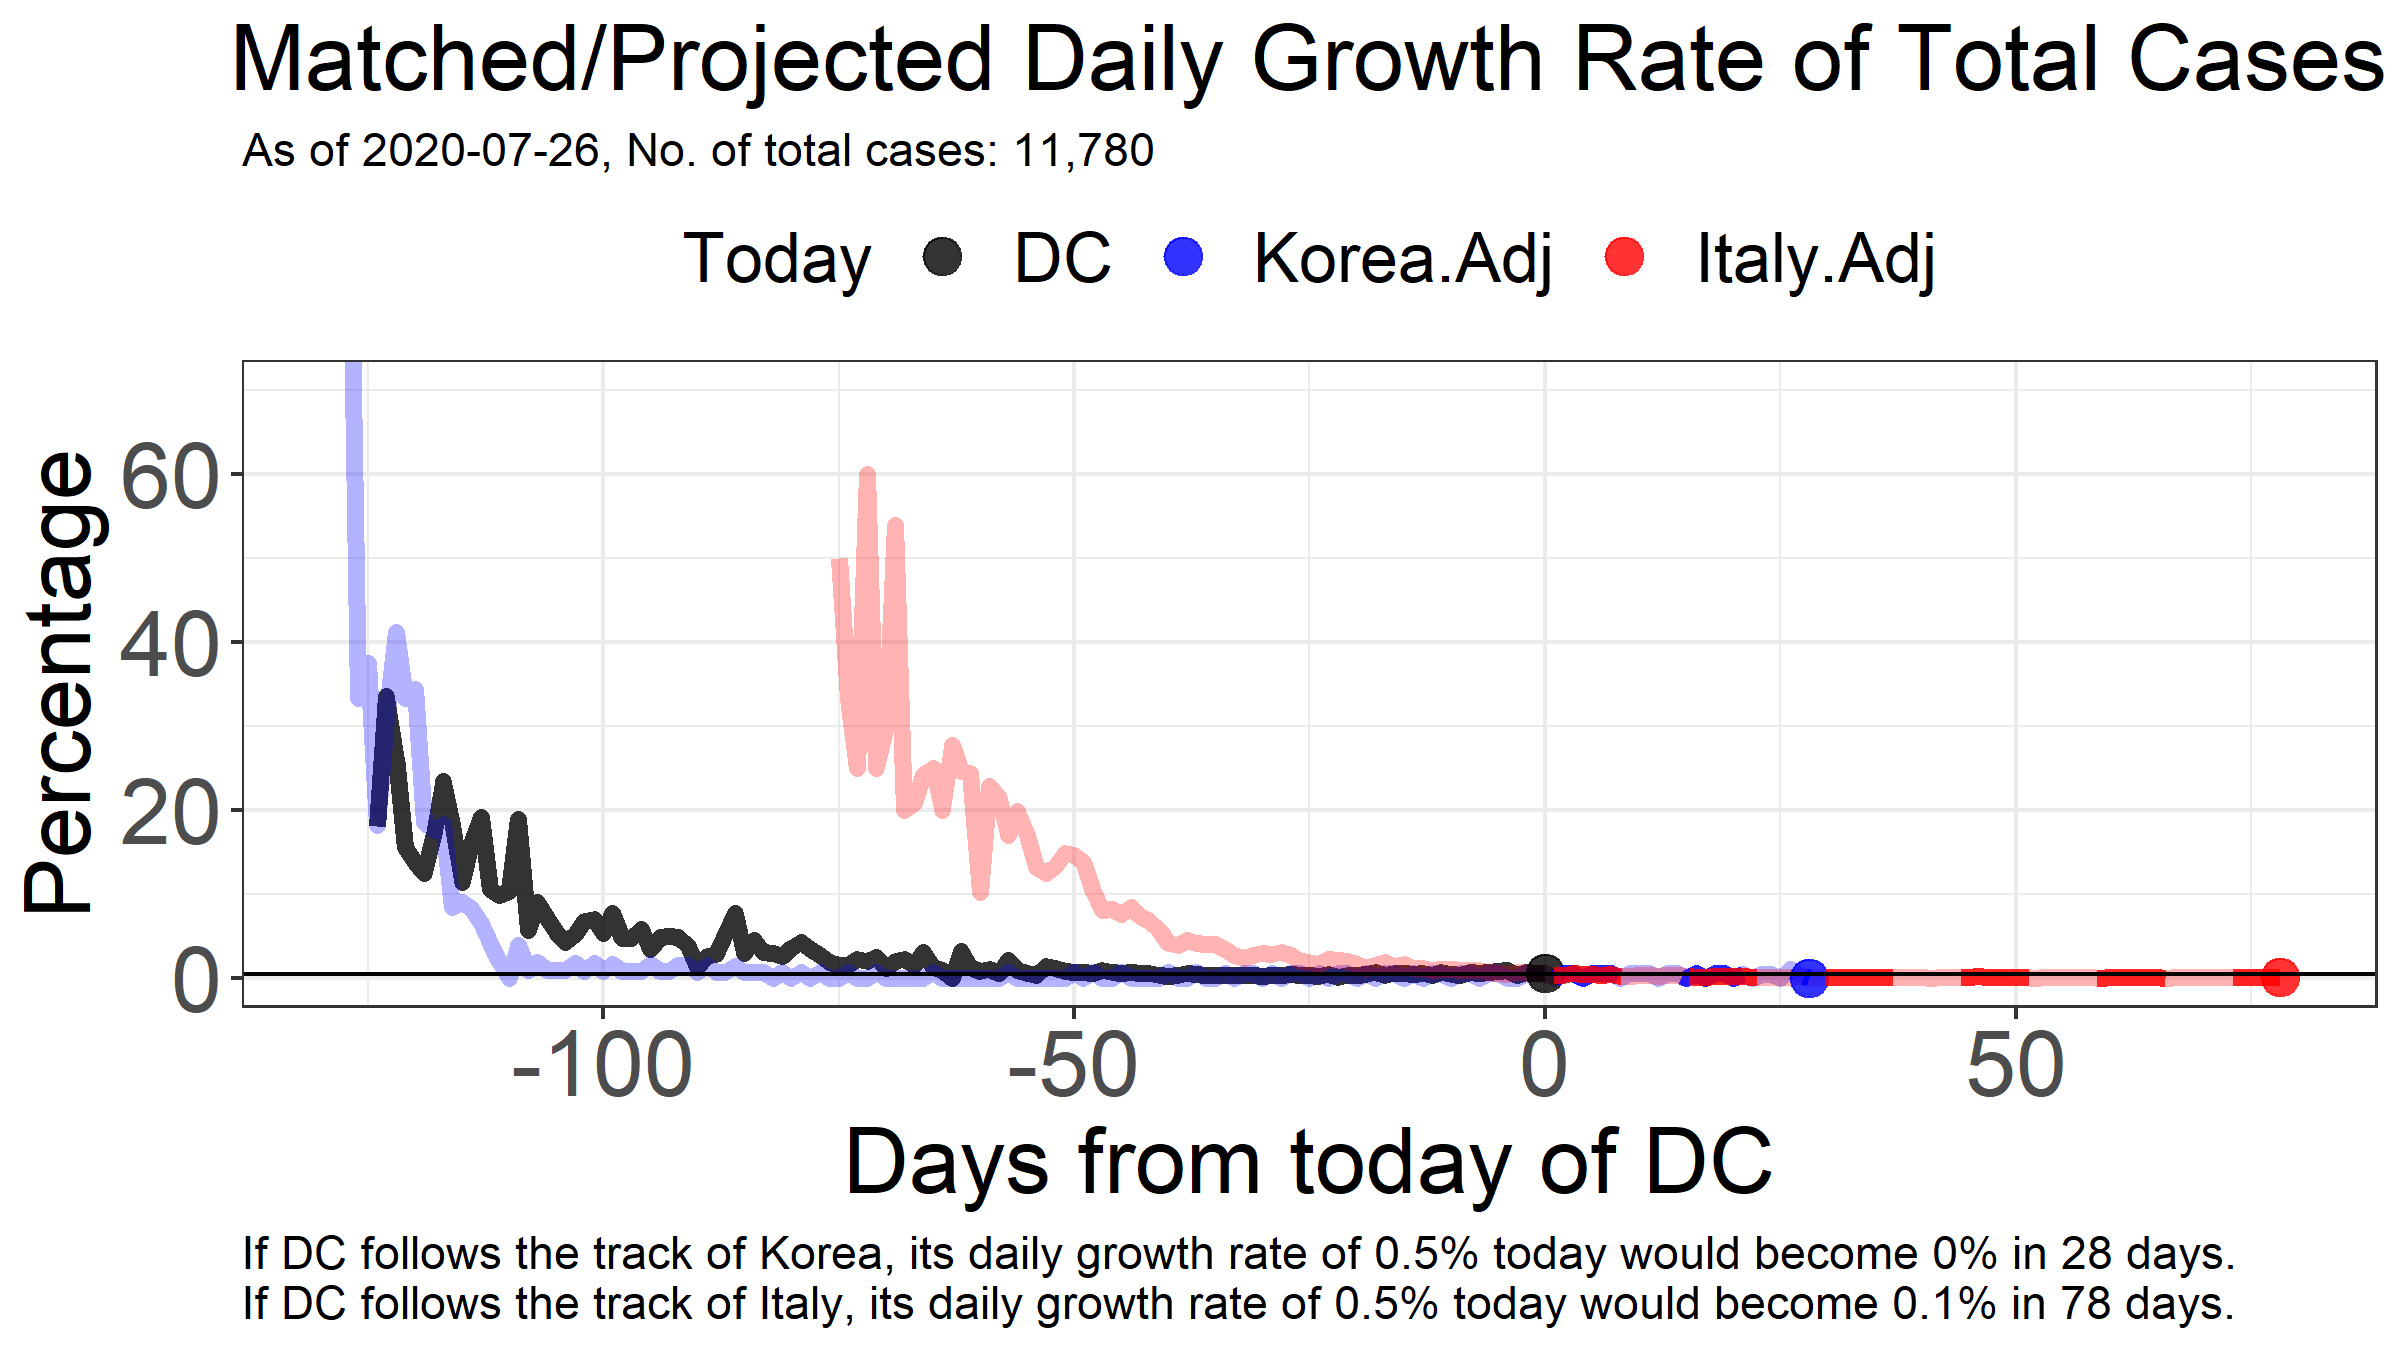 Matched/Projected Daily Growth Rate of Total Cases
As of 2020-07-26, No. of total cases: 11,780
Today DC Korea.Adj Italy.Adj
Percentage
60
40
20
0
-100 -50 0 50
Days from today of DC
If DC follows the track of Korea, its daily growth rate of 0.5% today would become 0% in 28 days.
If DC follows the track of Italy, its daily growth rate of 0.5% today would become 0.1% in 78 days.